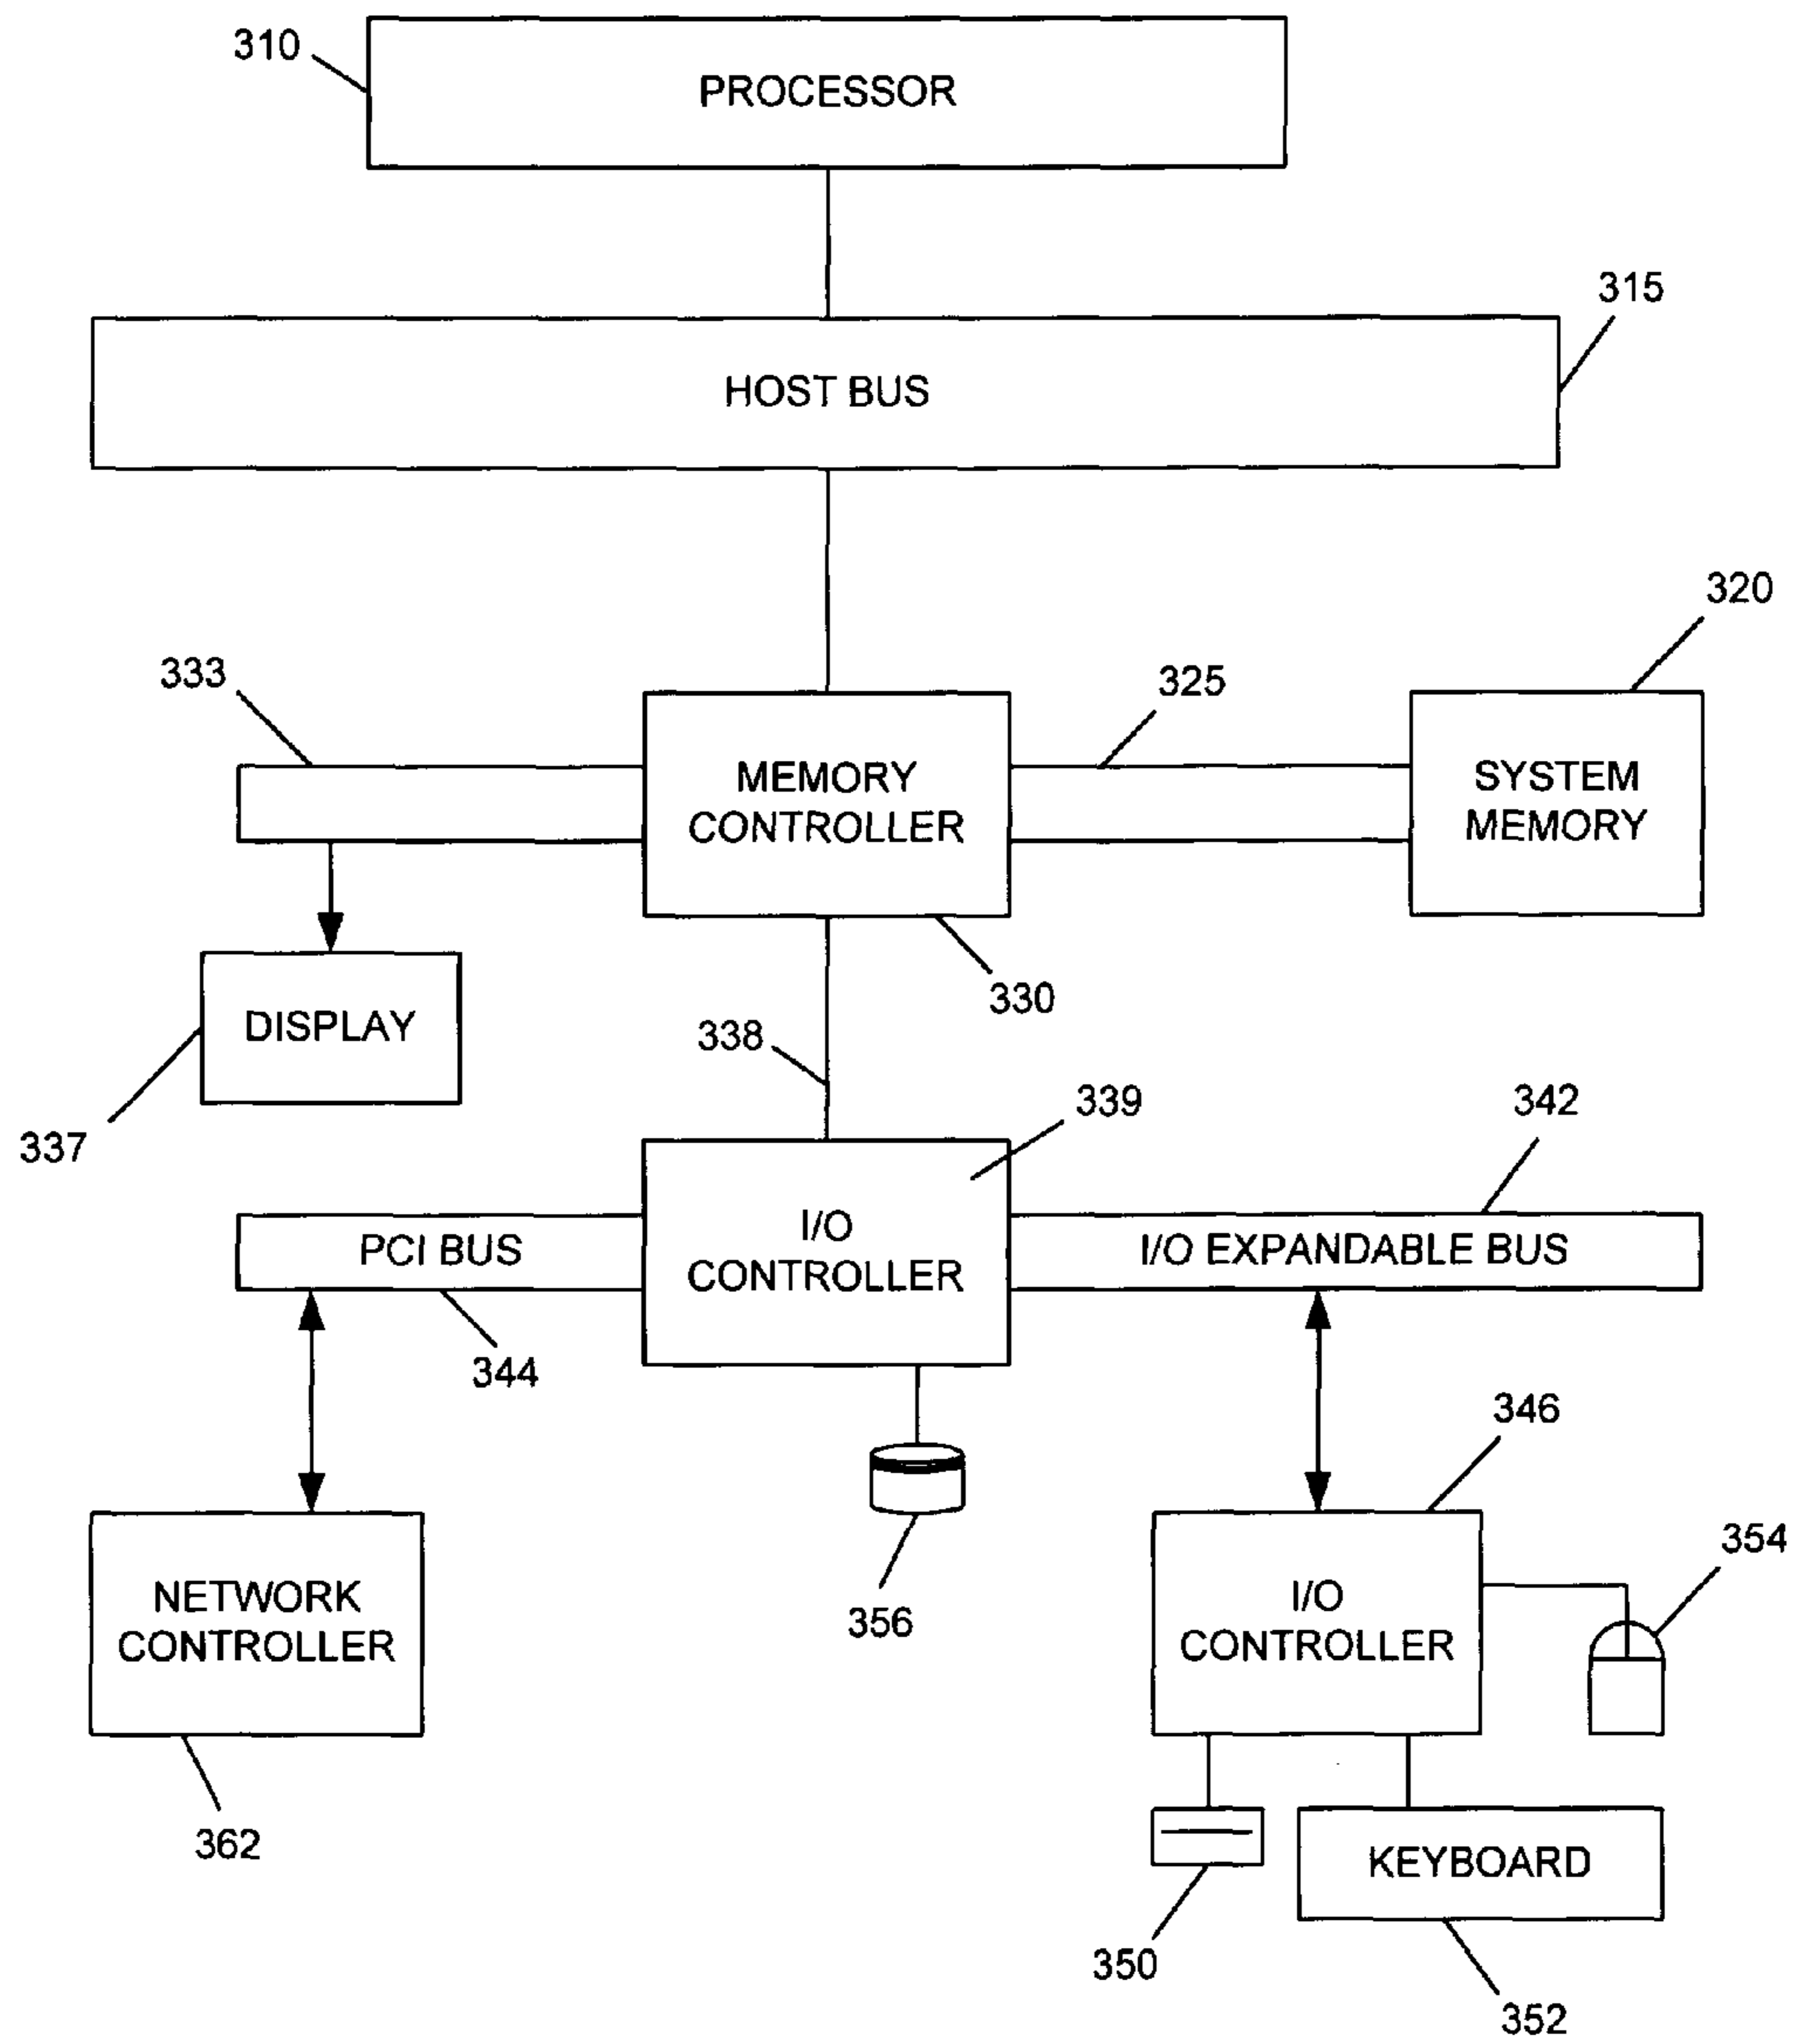 310
PROCESSOR
315
HOST BUS
320
333
325
MEMORY
CONTROLLER
SYSTEM
MEMORY
330
DISPLAY
338
337
339
342
PCI BUS
I/O
CONTROLLER
I/O EXPANDABLE BUS
344
346
354
NETWORK
CONTROLLER
356
I/O
CONTROLLER
362
KEYBOARD
350
352